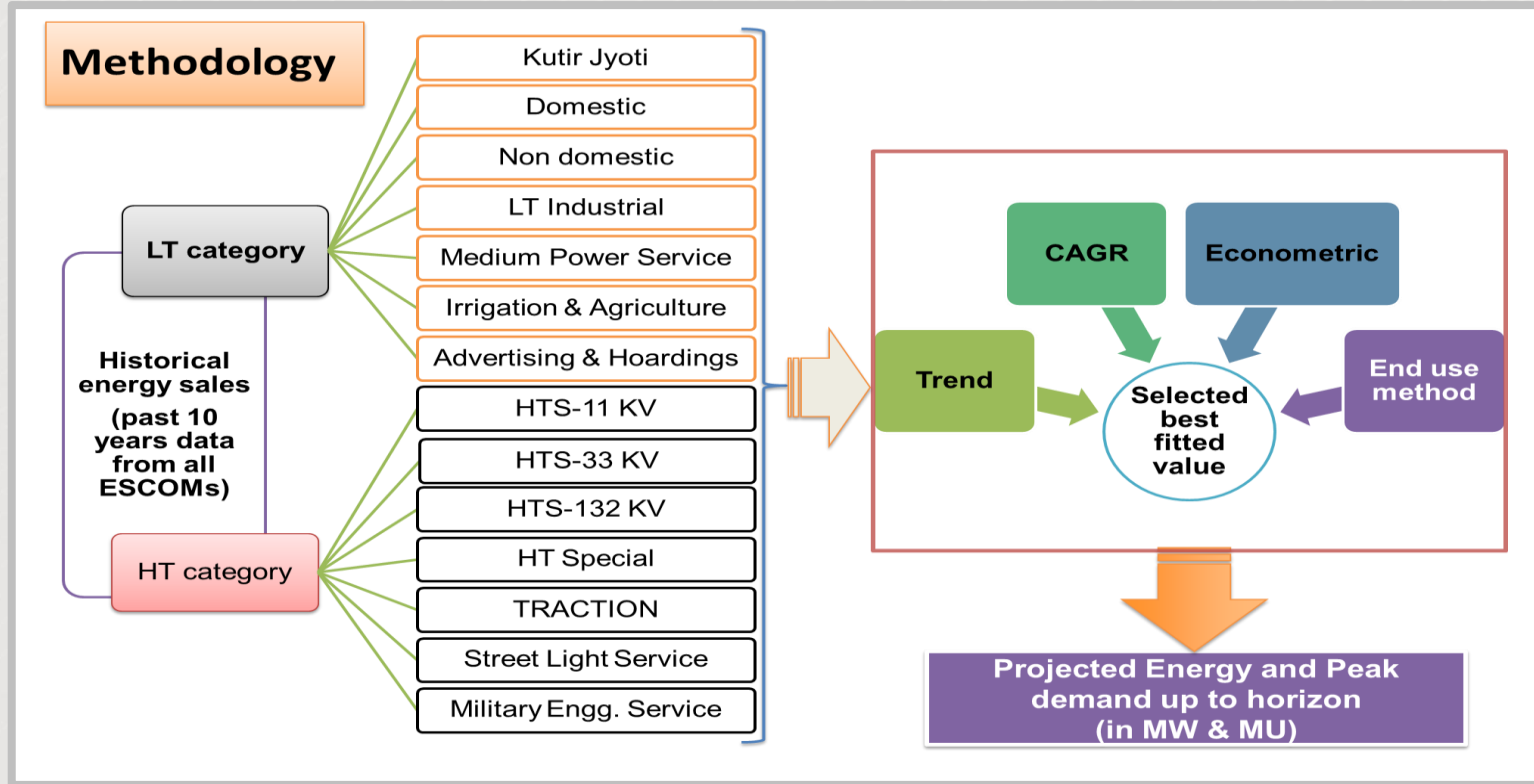 Methodology
LT category
Historical
energy sales
(past 10
years data
from all
ESCOMs)
HT category
Kutir Jyoti
Domestic
Non domestic
LT Industrial
Medium Power Service
Irrigation & Agriculture
Advertising & Hoardings
HTS-11 KV
HTS-33 KV
HTS-132 KV
HT Special
TRACTION
Street Light Service
Military Engg. Service
CAGR
Econometric
Trend
End use
method
Selected
best
fitted
value
Projected Energy and Peak
demand up to horizon
(in MW & MU)